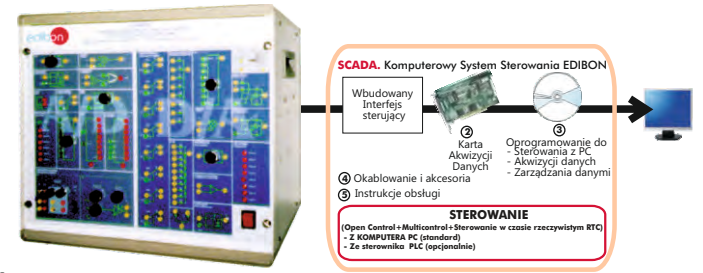 edibon
SCADA. Komputerowy System Sterowania EDIBON
Wbudowany
Interfejs
sterujący
2
Karta
Akwizycji
Danych
3
Oprogramowanie do
- Sterowania z PC
- Akwizycji danych
- Zarządzania danymi
4 Okablowanie i akcesoria
5 Instrukcje obsługi
STEROWANIE
(Open Control+Multicontrol+Sterowanie w czasie rzeczywistym RTC)
- Z KOMPUTERA PC (standard)
- Ze sterownika PLC (opcjonalnie)